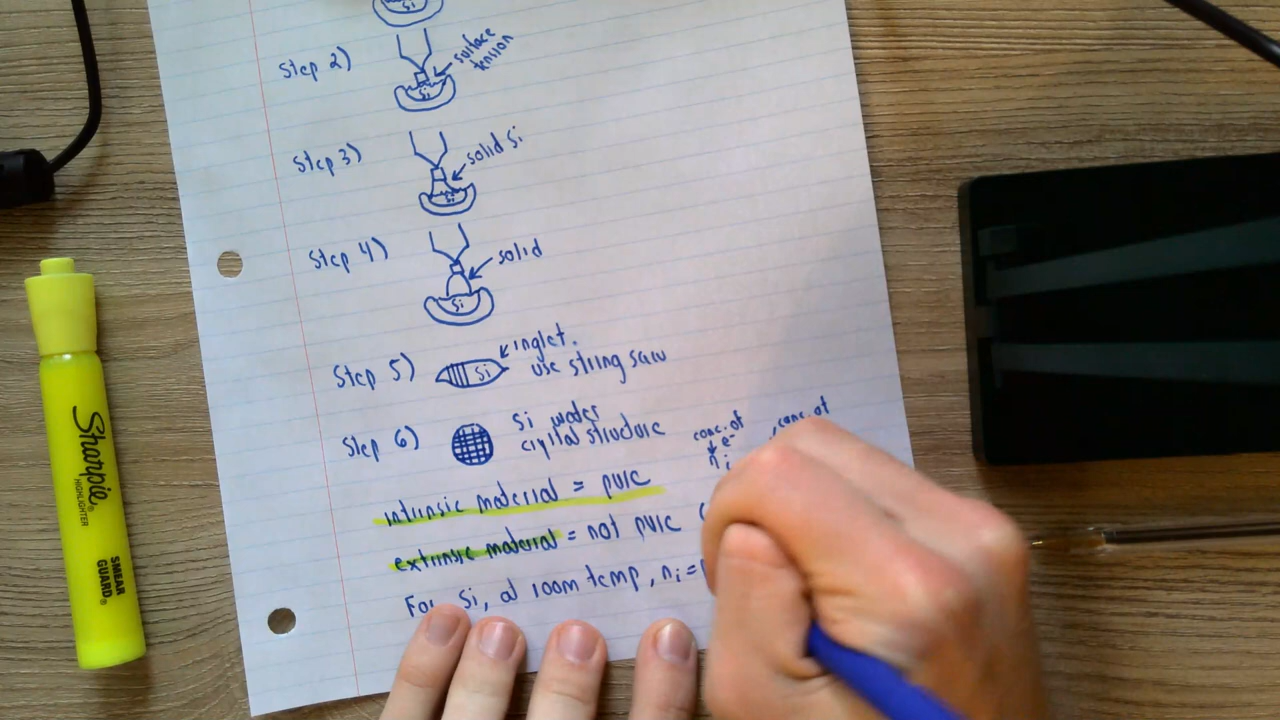 Si
Step 2)
surface
tension
Si
Step 3)
solid Si
Si
Step 4)
solid
Si
Step 5)
Si
inglet.
use string saw
Step 6)
Si wafer
crystal structure
conc. of
e-
ni
conc. of
intrinsic material = pure
extrinsic material = not pure
For Si, at room temp, ni =
Sharpie
HIGHLIGHTER
SMEAR
GUARD